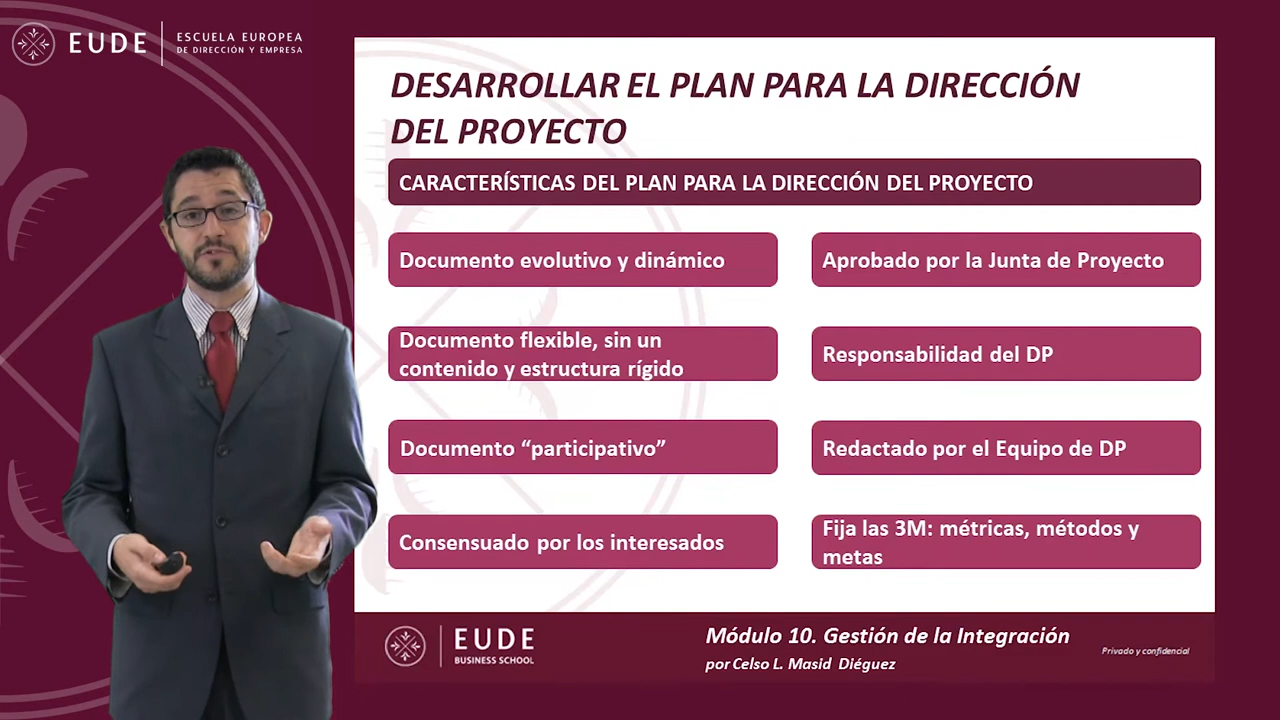 EUDE
ESCUELA EUROPEA
DE DIRECCIÓN Y EMPRESA
DESARROLLAR EL PLAN PARA LA DIRECCIÓN
DEL PROYECTO
CARACTERÍSTICAS DEL PLAN PARA LA DIRECCIÓN DEL PROYECTO
Documento evolutivo y dinámico
Aprobado por la Junta de Proyecto
Documento flexible, sin un
contenido y estructura rígido
Responsabilidad del DP
Documento “participativo”
Redactado por el Equipo de DP
Consensuado por los interesados
Fija las 3M: métricas, métodos y
metas
EUDE
BUSINESS SCHOOL
Módulo 10. Gestión de la Integración
por Celso L. Masid Diéguez
Privado y confidencial